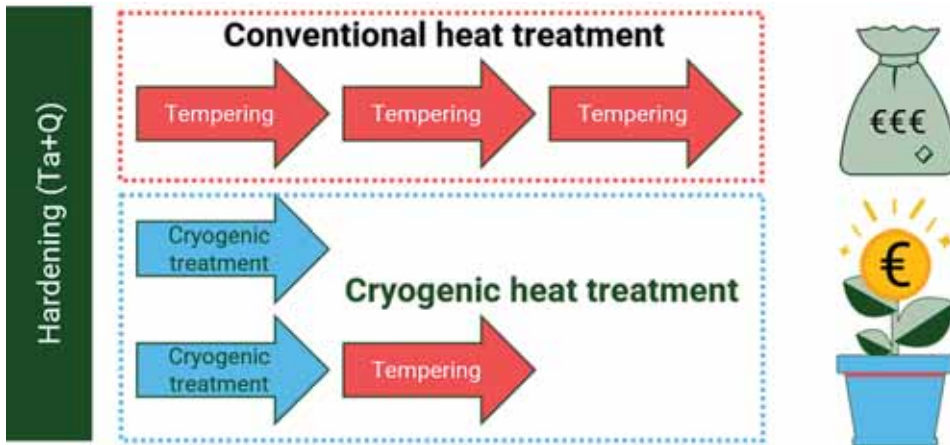 Hardening (Ta+Q)
Conventional heat treatment
Tempering
Tempering
Tempering
€€€
Cryogenic
treatment
Cryogenic heat treatment
Cryogenic
treatment
Tempering
€